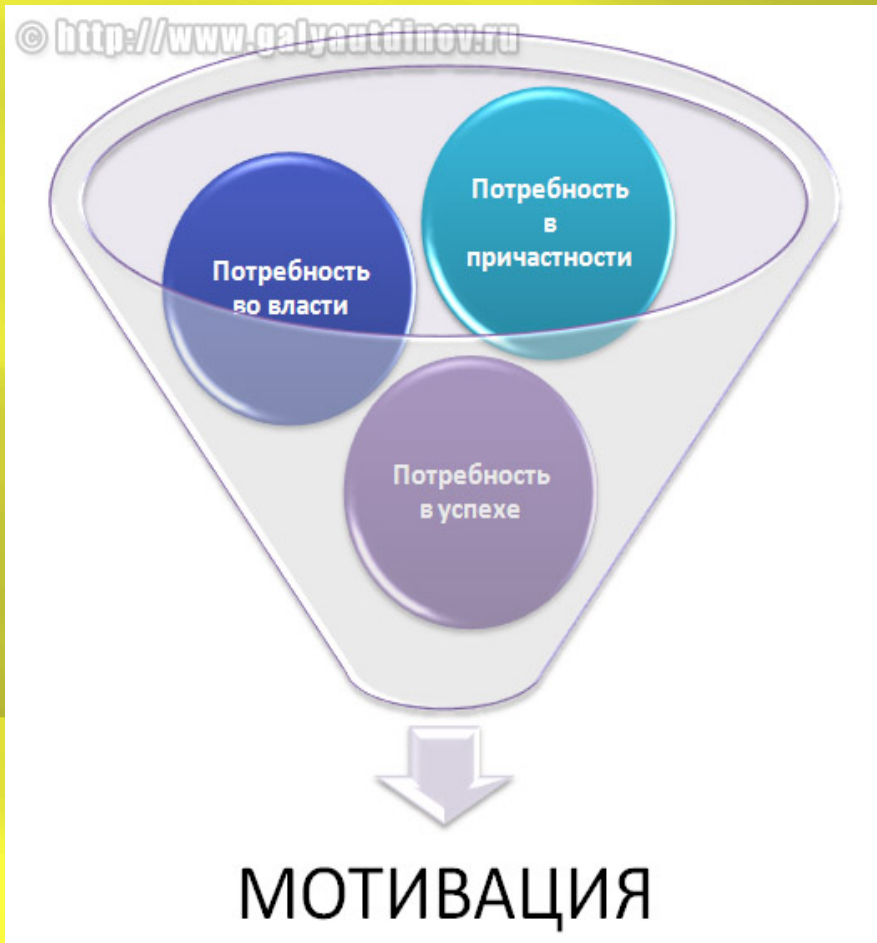 © http://www.galyautdinov.ru
Потребность
в
причастности
Потребность
во власти
Потребность
в успехе
МОТИВАЦИЯ